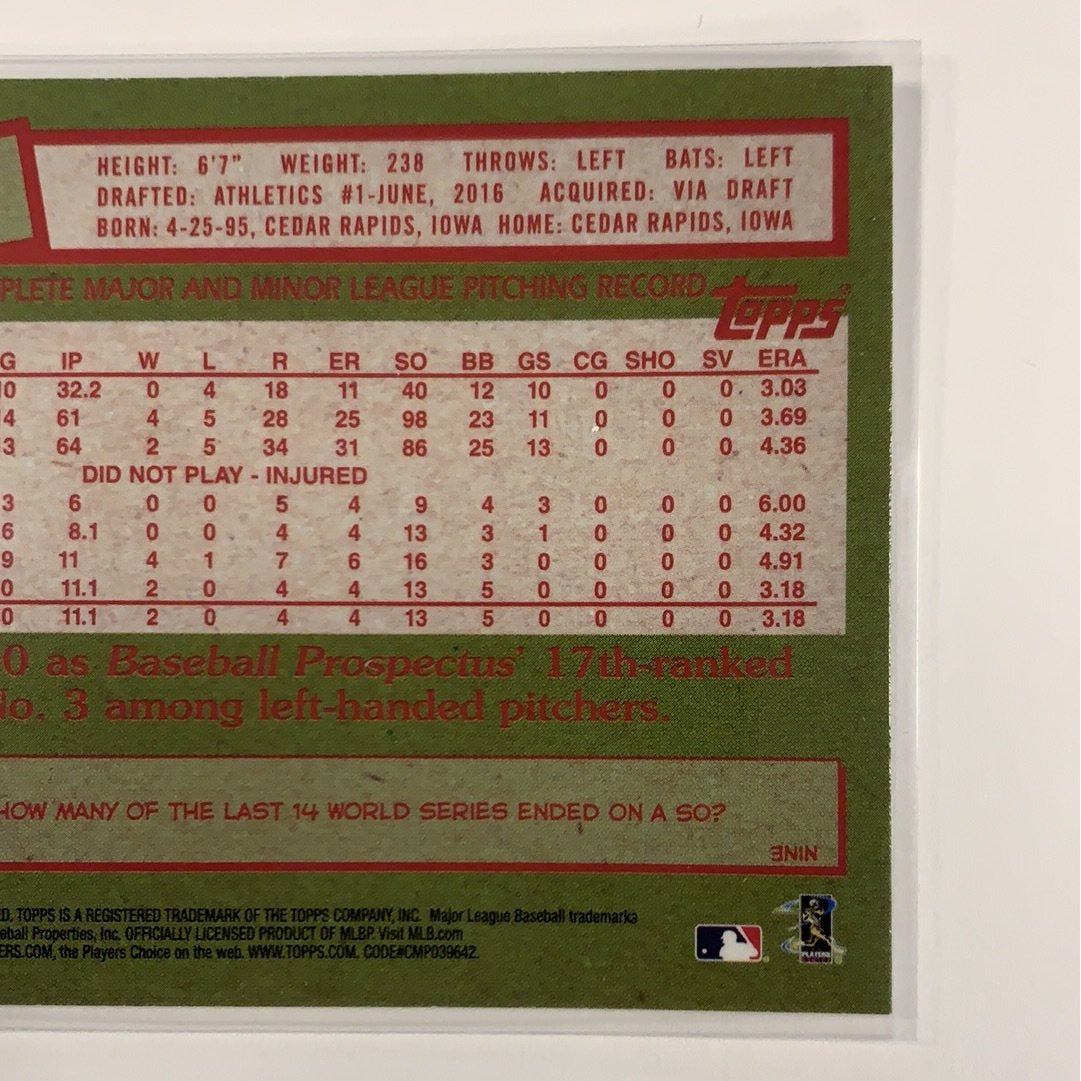 HEIGHT: 6'7" WEIGHT: 238 THROWS: LEFT BATS: LEFT
DRAFTED: ATHLETICS #1-JUNE, 2016 ACQUIRED: VIA DRAFT
BORN: 4-25-95, CEDAR RAPIDS, IOWA HOME: CEDAR RAPIDS, IOWA
PLETE MAJOR AND MINOR LEAGUE PITCHING RECORD
Topps
G IP W L R ER SO BB GS CG SHO SV ERA
0 32.2 0 4 18 11 40 12 10 0 0 0 3.03
4 61 4 5 28 25 98 23 11 0 0 0 3.69
3 64 2 5 34 31 86 25 13 0 0 0 4.36
DID NOT PLAY - INJURED
3 6 0 0 5 4 9 4 3 0 0 0 6.00
6 8.1 0 0 4 4 13 3 1 0 0 0 4.32
9 11 4 1 7 6 16 3 0 0 0 0 4.91
0 11.1 2 0 4 4 13 5 0 0 0 0 3.18
0 11.1 2 0 4 4 13 5 0 0 0 0 3.18
0 as Baseball Prospectus' 17th-ranked
No. 3 among left-handed pitchers.
HOW MANY OF THE LAST 14 WORLD SERIES ENDED ON A SO?
NINE
D, TOPPS IS A REGISTERED TRADEMARK OF THE TOPPS COMPANY, INC. Major League Baseball trademarks
eball Properties, Inc. OFFICIALLY LICENSED PRODUCT OF MLBP. Visit MLB.com
ERS.COM, the Players Choice on the web. WWW.TOPPS.COM. CODE#CMP039642.
PLAYERS